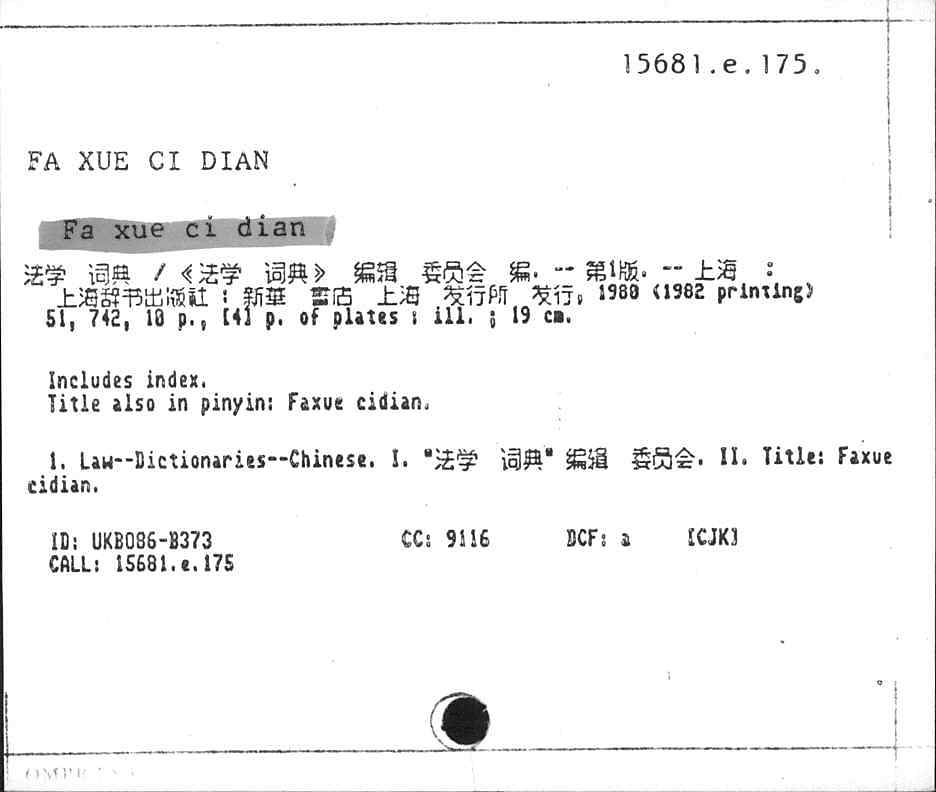 15681.e.175.
FA XUE CI DIAN
Fa xue ci dian
法学 词典 / 《法学 词典》 编辑 委员会 编. -- 第1版. -- 上海 :
上海辞书出版社 : 新華 書店 上海 发行所 发行, 1980 (1982 printing)
51, 742, 10 p., [4] p. of plates : ill. ; 19 cm.
Includes index.
Title also in pinyin: Faxue cidian.
1. Law--Dictionaries--Chinese. I. "法学 词典" 编辑 委员会. II. Title: Faxue
cidian.
ID: UKB086-B373 CC: 9116 DCF: a [CJK]
CALL: 15681.e.175